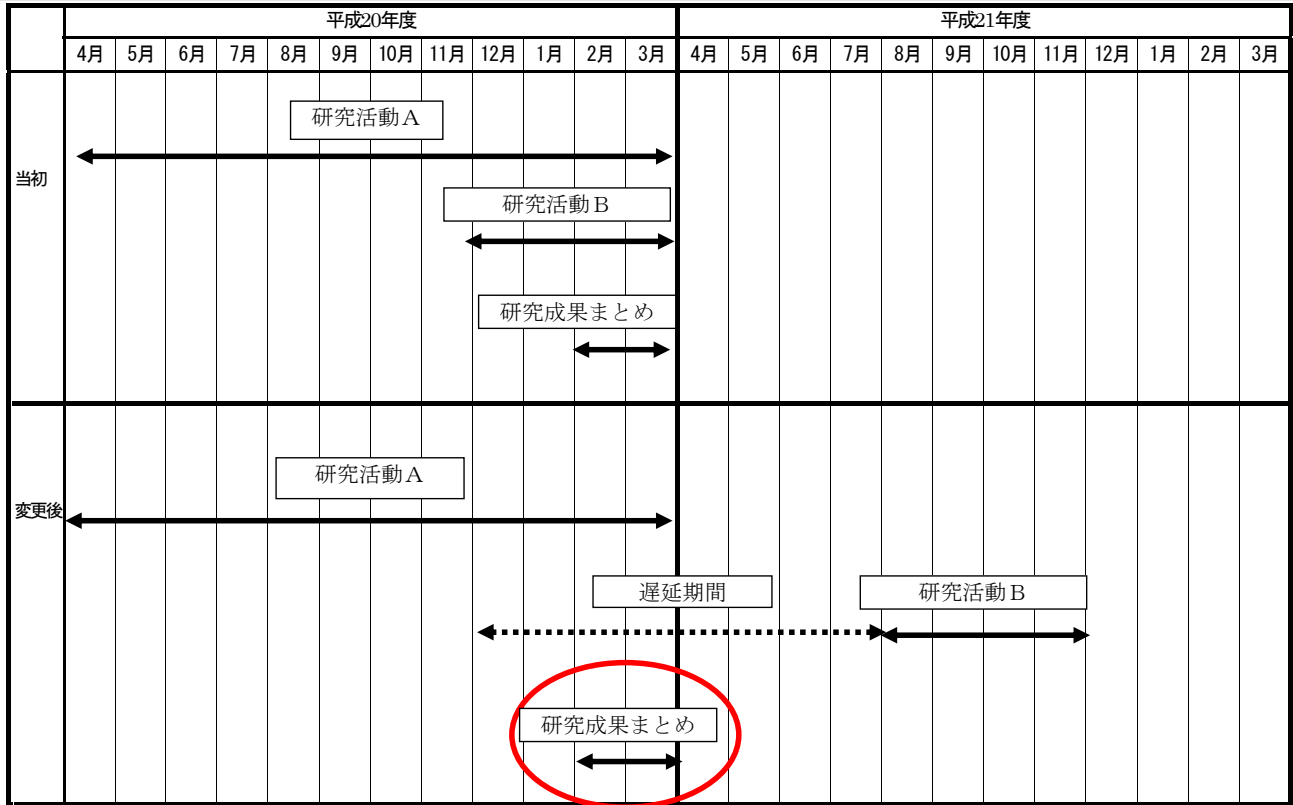 平成20年度 平成21年度
4月 5月 6月 7月 8月 9月 10月 11月 12月 1月 2月 3月 4月 5月 6月 7月 8月 9月 10月 11月 12月 1月 2月 3月
当初
研究活動A
研究活動B
研究成果まとめ
変更後
研究活動A
遅延期間 研究活動B
研究成果まとめ